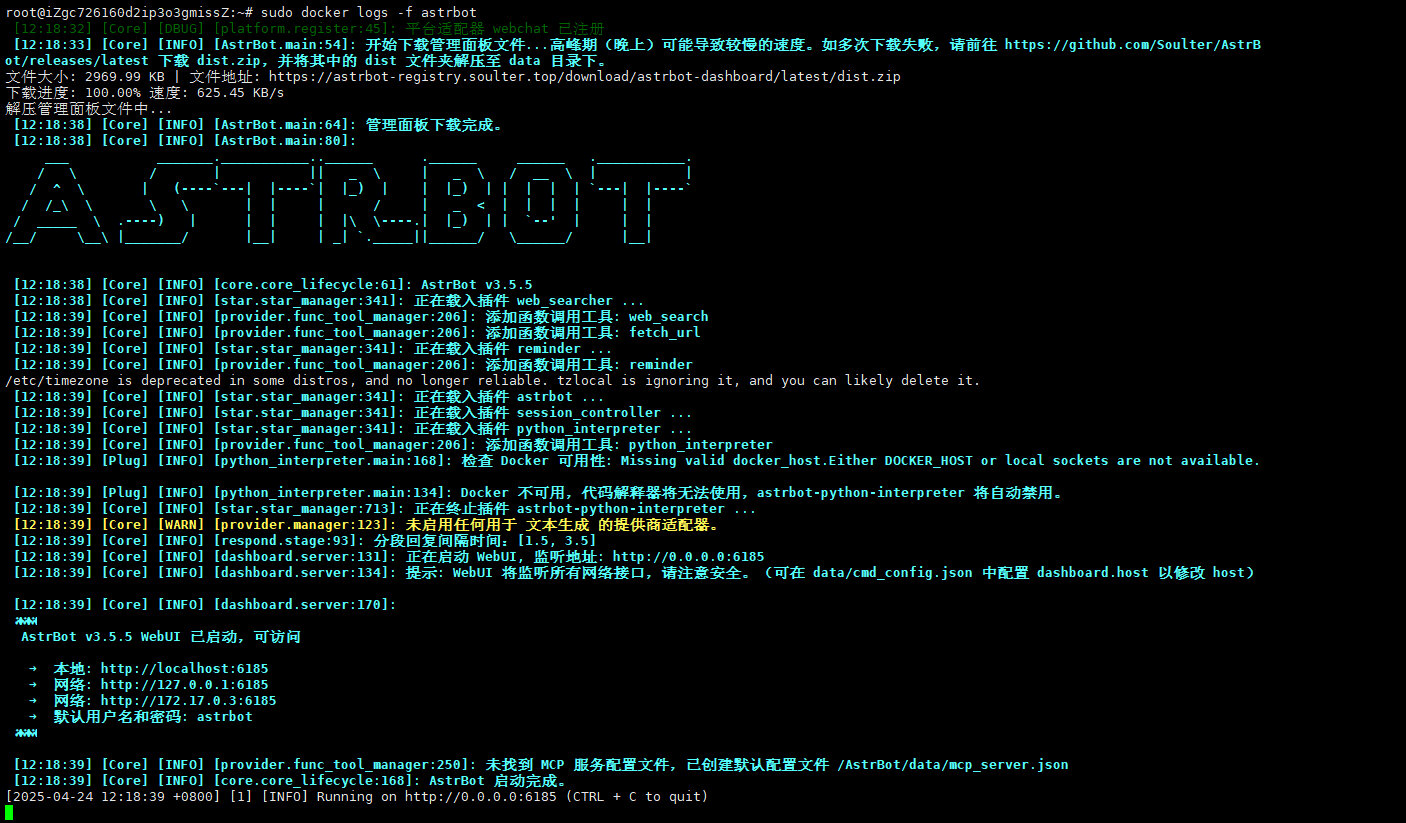 root@iZgc726160d2ip3o3gmissZ:~# sudo docker logs -f astrbot
[12:18:32] [Core] [DBUG] [platform.register:45]: 平台适配器 webchat 已注册
[12:18:33] [Core] [INFO] [AstrBot.main:54]: 开始下载管理面板文件...高峰期（晚上）可能导致较慢的速度。如多次下载失败，请前往 https://github.com/Soulter/AstrB
ot/releases/latest 下载 dist.zip，并将其中的 dist 文件夹解压至 data 目录下。
文件大小: 2969.99 KB | 文件地址: https://astrbot-registry.soulter.top/download/astrbot-dashboard/latest/dist.zip
下载进度: 100.00% 速度: 625.45 KB/s
解压管理面板文件中...
[12:18:38] [Core] [INFO] [AstrBot.main:64]: 管理面板下载完成。
[12:18:38] [Core] [INFO] [AstrBot.main:80]:
ASTRBOT
[12:18:38] [Core] [INFO] [core.core_lifecycle:61]: AstrBot v3.5.5
[12:18:38] [Core] [INFO] [star.star_manager:341]: 正在载入插件 web_searcher ...
[12:18:39] [Core] [INFO] [provider.func_tool_manager:206]: 添加函数调用工具: web_search
[12:18:39] [Core] [INFO] [provider.func_tool_manager:206]: 添加函数调用工具: fetch_url
[12:18:39] [Core] [INFO] [star.star_manager:341]: 正在载入插件 reminder ...
[12:18:39] [Core] [INFO] [provider.func_tool_manager:206]: 添加函数调用工具: reminder
/etc/timezone is deprecated in some distros, and no longer reliable. tzlocal is ignoring it, and you can likely delete it.
[12:18:39] [Core] [INFO] [star.star_manager:341]: 正在载入插件 astrbot ...
[12:18:39] [Core] [INFO] [star.star_manager:341]: 正在载入插件 session_controller ...
[12:18:39] [Core] [INFO] [star.star_manager:341]: 正在载入插件 python_interpreter ...
[12:18:39] [Core] [INFO] [provider.func_tool_manager:206]: 添加函数调用工具: python_interpreter
[12:18:39] [Plug] [INFO] [python_interpreter.main:168]: 检查 Docker 可用性: Missing valid docker_host.Either DOCKER_HOST or local sockets are not available.
[12:18:39] [Plug] [INFO] [python_interpreter.main:134]: Docker 不可用，代码解释器将无法使用，astrbot-python-interpreter 将自动禁用。
[12:18:39] [Core] [INFO] [star.star_manager:713]: 正在终止插件 astrbot-python-interpreter ...
[12:18:39] [Core] [WARN] [provider.manager:123]: 未启用任何用于 文本生成 的提供商适配器。
[12:18:39] [Core] [INFO] [respond.stage:93]: 分段回复间隔时间：[1.5, 3.5]
[12:18:39] [Core] [INFO] [dashboard.server:131]: 正在启动 WebUI, 监听地址: http://0.0.0.0:6185
[12:18:39] [Core] [INFO] [dashboard.server:134]: 提示: WebUI 将监听所有网络接口，请注意安全。（可在 data/cmd_config.json 中配置 dashboard.host 以修改 host）
[12:18:39] [Core] [INFO] [dashboard.server:170]:
AstrBot v3.5.5 WebUI 已启动，可访问
➜ 本地: http://localhost:6185
➜ 网络: http://127.0.0.1:6185
➜ 网络: http://172.17.0.3:6185
➜ 默认用户名和密码: astrbot
[12:18:39] [Core] [INFO] [provider.func_tool_manager:250]: 未找到 MCP 服务配置文件，已创建默认配置文件 /AstrBot/data/mcp_server.json
[12:18:39] [Core] [INFO] [core.core_lifecycle:168]: AstrBot 启动完成。
[2025-04-24 12:18:39 +0800] [1] [INFO] Running on http://0.0.0.0:6185 (CTRL + C to quit)